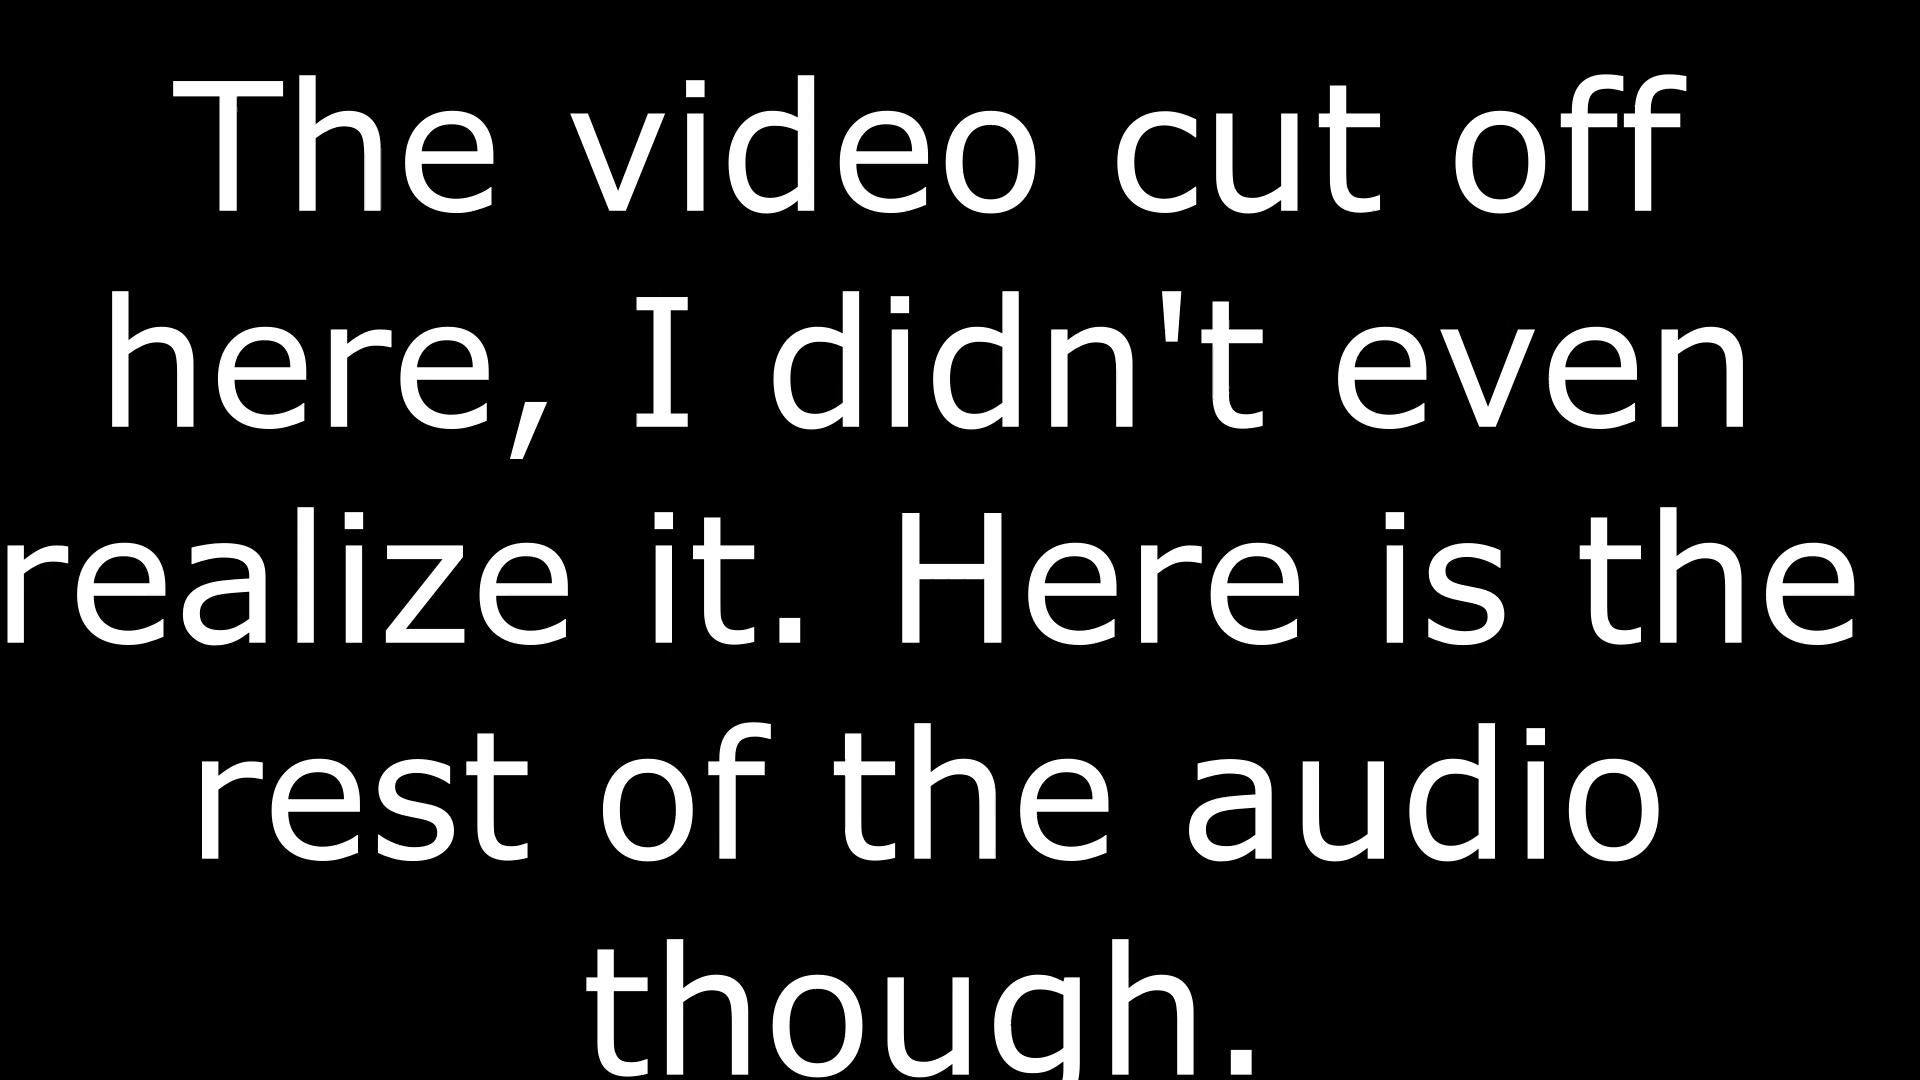 The video cut off
here, I didn't even
realize it. Here is the
rest of the audio
though.